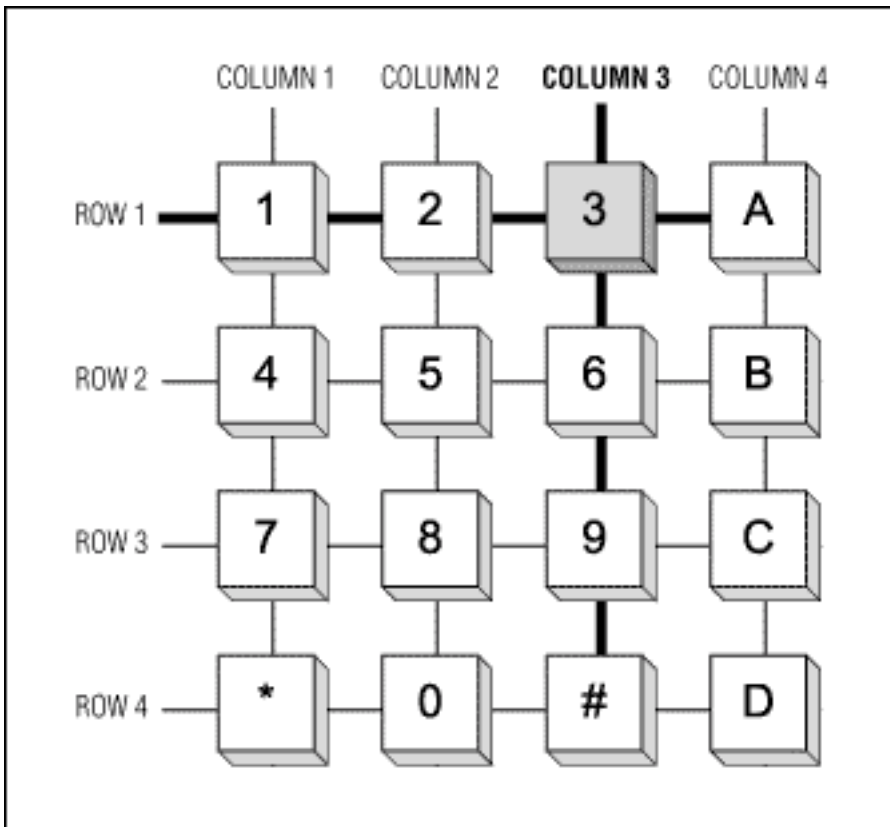 COLUMN 1 COLUMN 2 COLUMN 3 COLUMN 4
ROW 1 1 2 3 A
ROW 2 4 5 6 B
ROW 3 7 8 9 C
ROW 4 * 0 # D